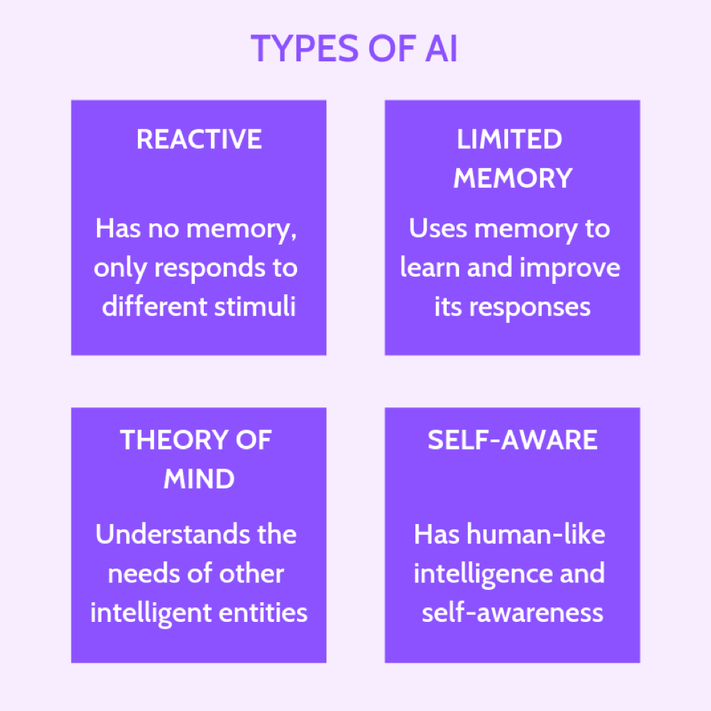 TYPES OF AI
REACTIVE
Has no memory,
only responds to
different stimuli
LIMITED
MEMORY
Uses memory to
learn and improve
its responses
THEORY OF
MIND
Understands the
needs of other
intelligent entities
SELF-AWARE
Has human-like
intelligence and
self-awareness